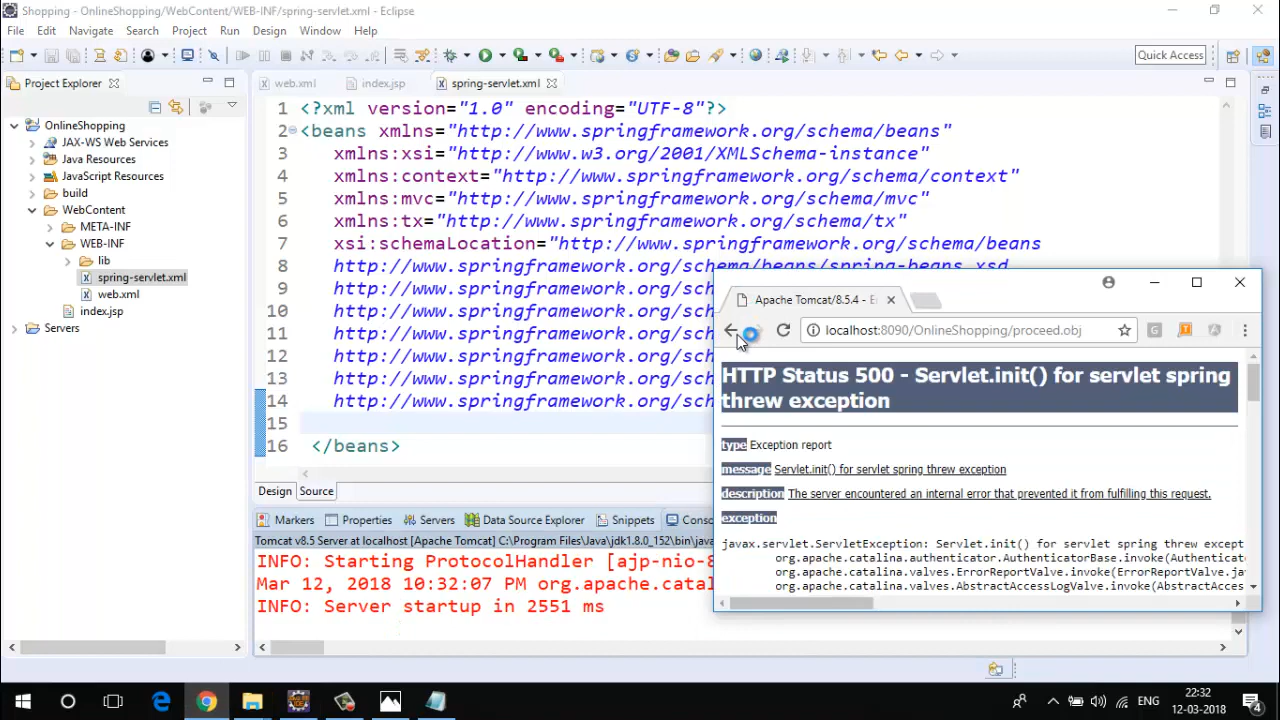 Shopping - OnlineShopping/WebContent/WEB-INF/spring-servlet.xml - Eclipse
File Edit Navigate Search Project Run Design Window Help
Quick Access
Project Explorer
OnlineShopping
JAX-WS Web Services
Java Resources
JavaScript Resources
build
WebContent
META-INF
WEB-INF
lib
spring-servlet.xml
web.xml
index.jsp
Servers
web.xml index.jsp spring-servlet.xml
1 <?xml version="1.0" encoding="UTF-8"?>
2 <beans xmlns="http://www.springframework.org/schema/beans"
3 xmlns:xsi="http://www.w3.org/2001/XMLSchema-instance"
4 xmlns:context="http://www.springframework.org/schema/context"
5 xmlns:mvc="http://www.springframework.org/schema/mvc"
6 xmlns:tx="http://www.springframework.org/schema/tx"
7 xsi:schemaLocation="http://www.springframework.org/schema/beans
8 http://www.springframework.org/schema/beans/spring-beans.xsd
9 http://www.springframework.org/sch
10 http://www.springframework.org/sch
11 http://www.springframework.org/sch
12 http://www.springframework.org/sch
13 http://www.springframework.org/sch
14 http://www.springframework.org/sch
15
16 </beans>
Design Source
Markers Properties Servers Data Source Explorer Snippets Conso
Tomcat v8.5 Server at localhost [Apache Tomcat] C:\Program Files\Java\jdk1.8.0_152\bin\java
INFO: Starting ProtocolHandler [ajp-nio-8
Mar 12, 2018 10:32:07 PM org.apache.catal
INFO: Server startup in 2551 ms
Apache Tomcat/8.5.4 - E
localhost:8090/OnlineShopping/proceed.obj
HTTP Status 500 - Servlet.init() for servlet spring
threw exception
type Exception report
message Servlet.init() for servlet spring threw exception
description The server encountered an internal error that prevented it from fulfilling this request.
exception
javax.servlet.ServletException: Servlet.init() for servlet spring threw except
org.apache.catalina.authenticator.AuthenticatorBase.invoke(Authenticato
org.apache.catalina.valves.ErrorReportValve.invoke(ErrorReportValve.ja
org.apache.catalina.valves.AbstractAccessLogValve.invoke(AbstractAcces
ENG
22:32
12-03-2018
4